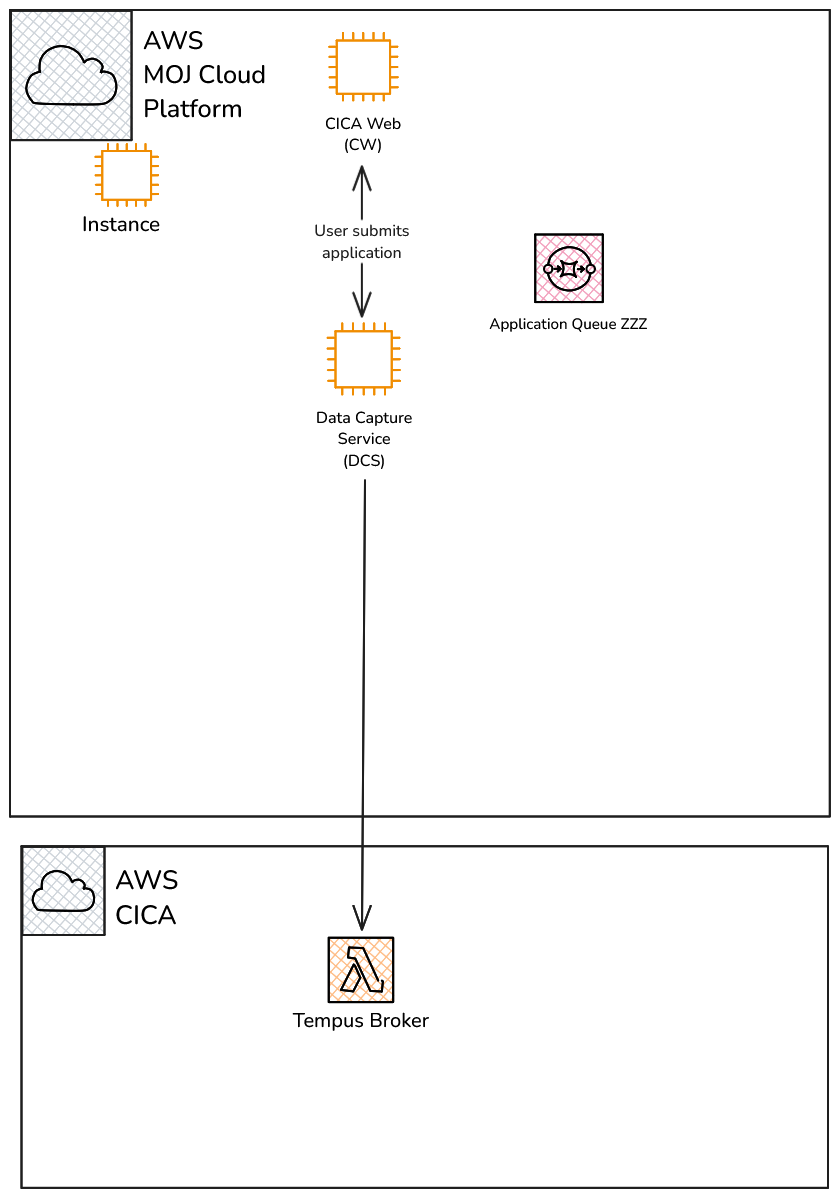 AWS
MOJ Cloud
Platform
Instance
CICA Web
(CW)
User submits
application
Application Queue ZZZ
Data Capture
Service
(DCS)
AWS
CICA
Tempus Broker